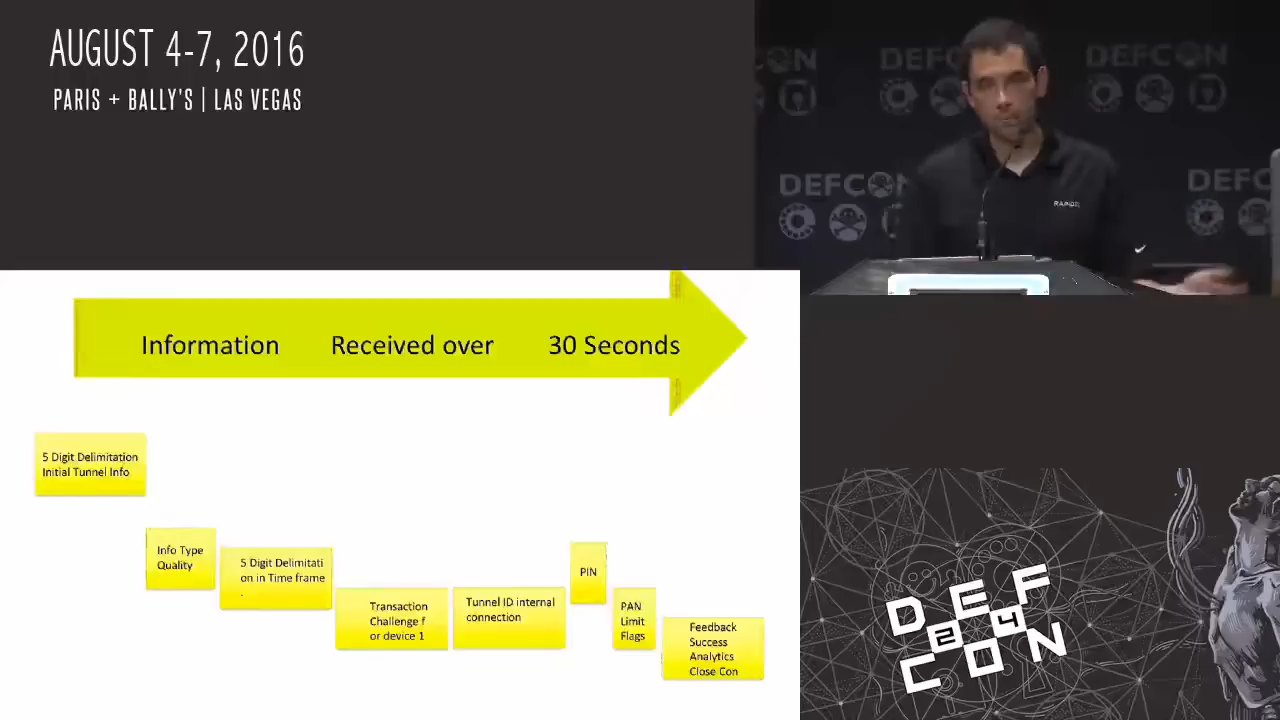 AUGUST 4-7, 2016
PARIS + BALLY'S | LAS VEGAS
DEFCON
DEFCON
RAPID7
Information Received over 30 Seconds
5 Digit Delimitation
Initial Tunnel Info
Info Type
Quality
5 Digit Delimitati
on in Time frame
.
Transaction
Challenge f
or device 1
Tunnel ID internal
connection
PIN
PAN
Limit
Flags
Feedback
Success
Analytics
Close Con
DEF
24
CON